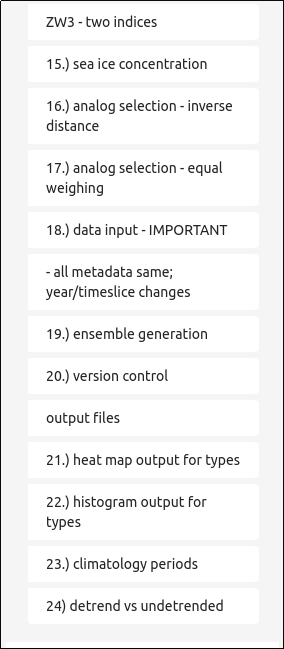 ZW3 - two indices
15.) sea ice concentration
16.) analog selection - inverse
distance
17.) analog selection - equal
weighing
18.) data input - IMPORTANT
- all metadata same;
year/timeslice changes
19.) ensemble generation
20.) version control
output files
21.) heat map output for types
22.) histogram output for
types
23.) climatology periods
24) detrend vs undetrended